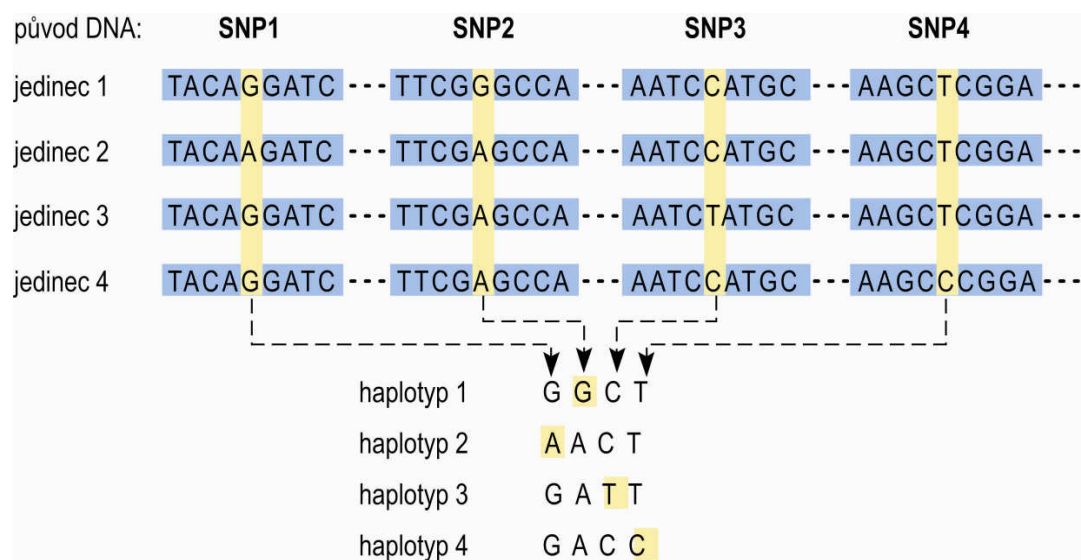 původ DNA: SNP1 SNP2 SNP3 SNP4
jedinec 1 TACAGGATC --- TTCGGGCCA --- AATCCATGC --- AAGCTCGGA ---
jedinec 2 TACAAGATC --- TTCGAGCCA --- AATCCATGC --- AAGCTCGGA ---
jedinec 3 TACAGGATC --- TTCGAGCCA --- AATCTATGC --- AAGCTCGGA ---
jedinec 4 TACAGGATC --- TTCGAGCCA --- AATCCATGC --- AAGCCCGGA ---
haplotyp 1 G G C T
haplotyp 2 A A C T
haplotyp 3 G A T T
haplotyp 4 G A C C